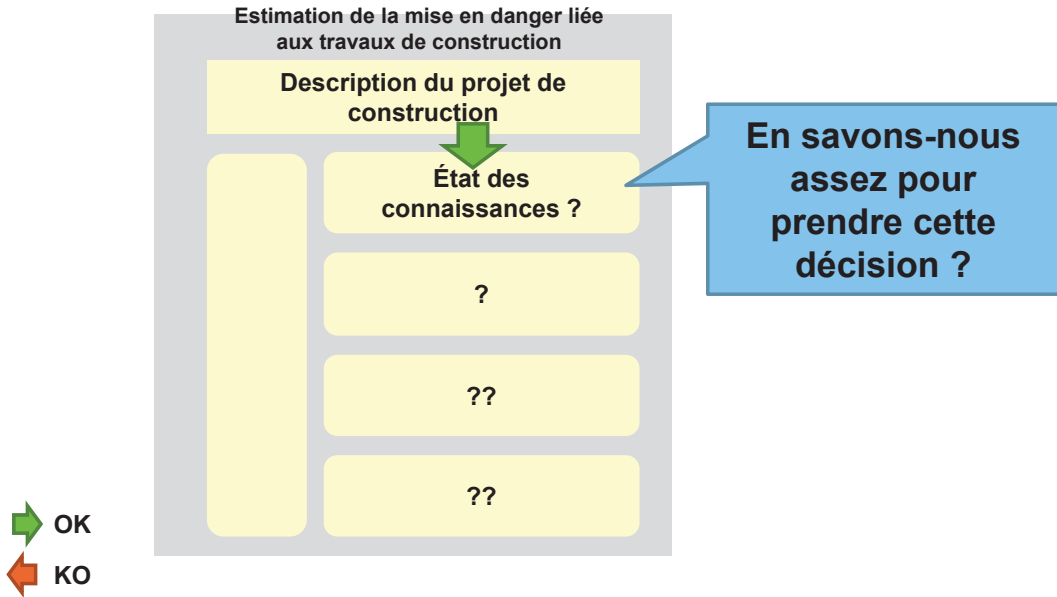 Estimation de la mise en danger liée
aux travaux de construction
Description du projet de
construction
État des
connaissances ?
En savons-nous
assez pour
prendre cette
décision ?
?
??
??
OK
KO